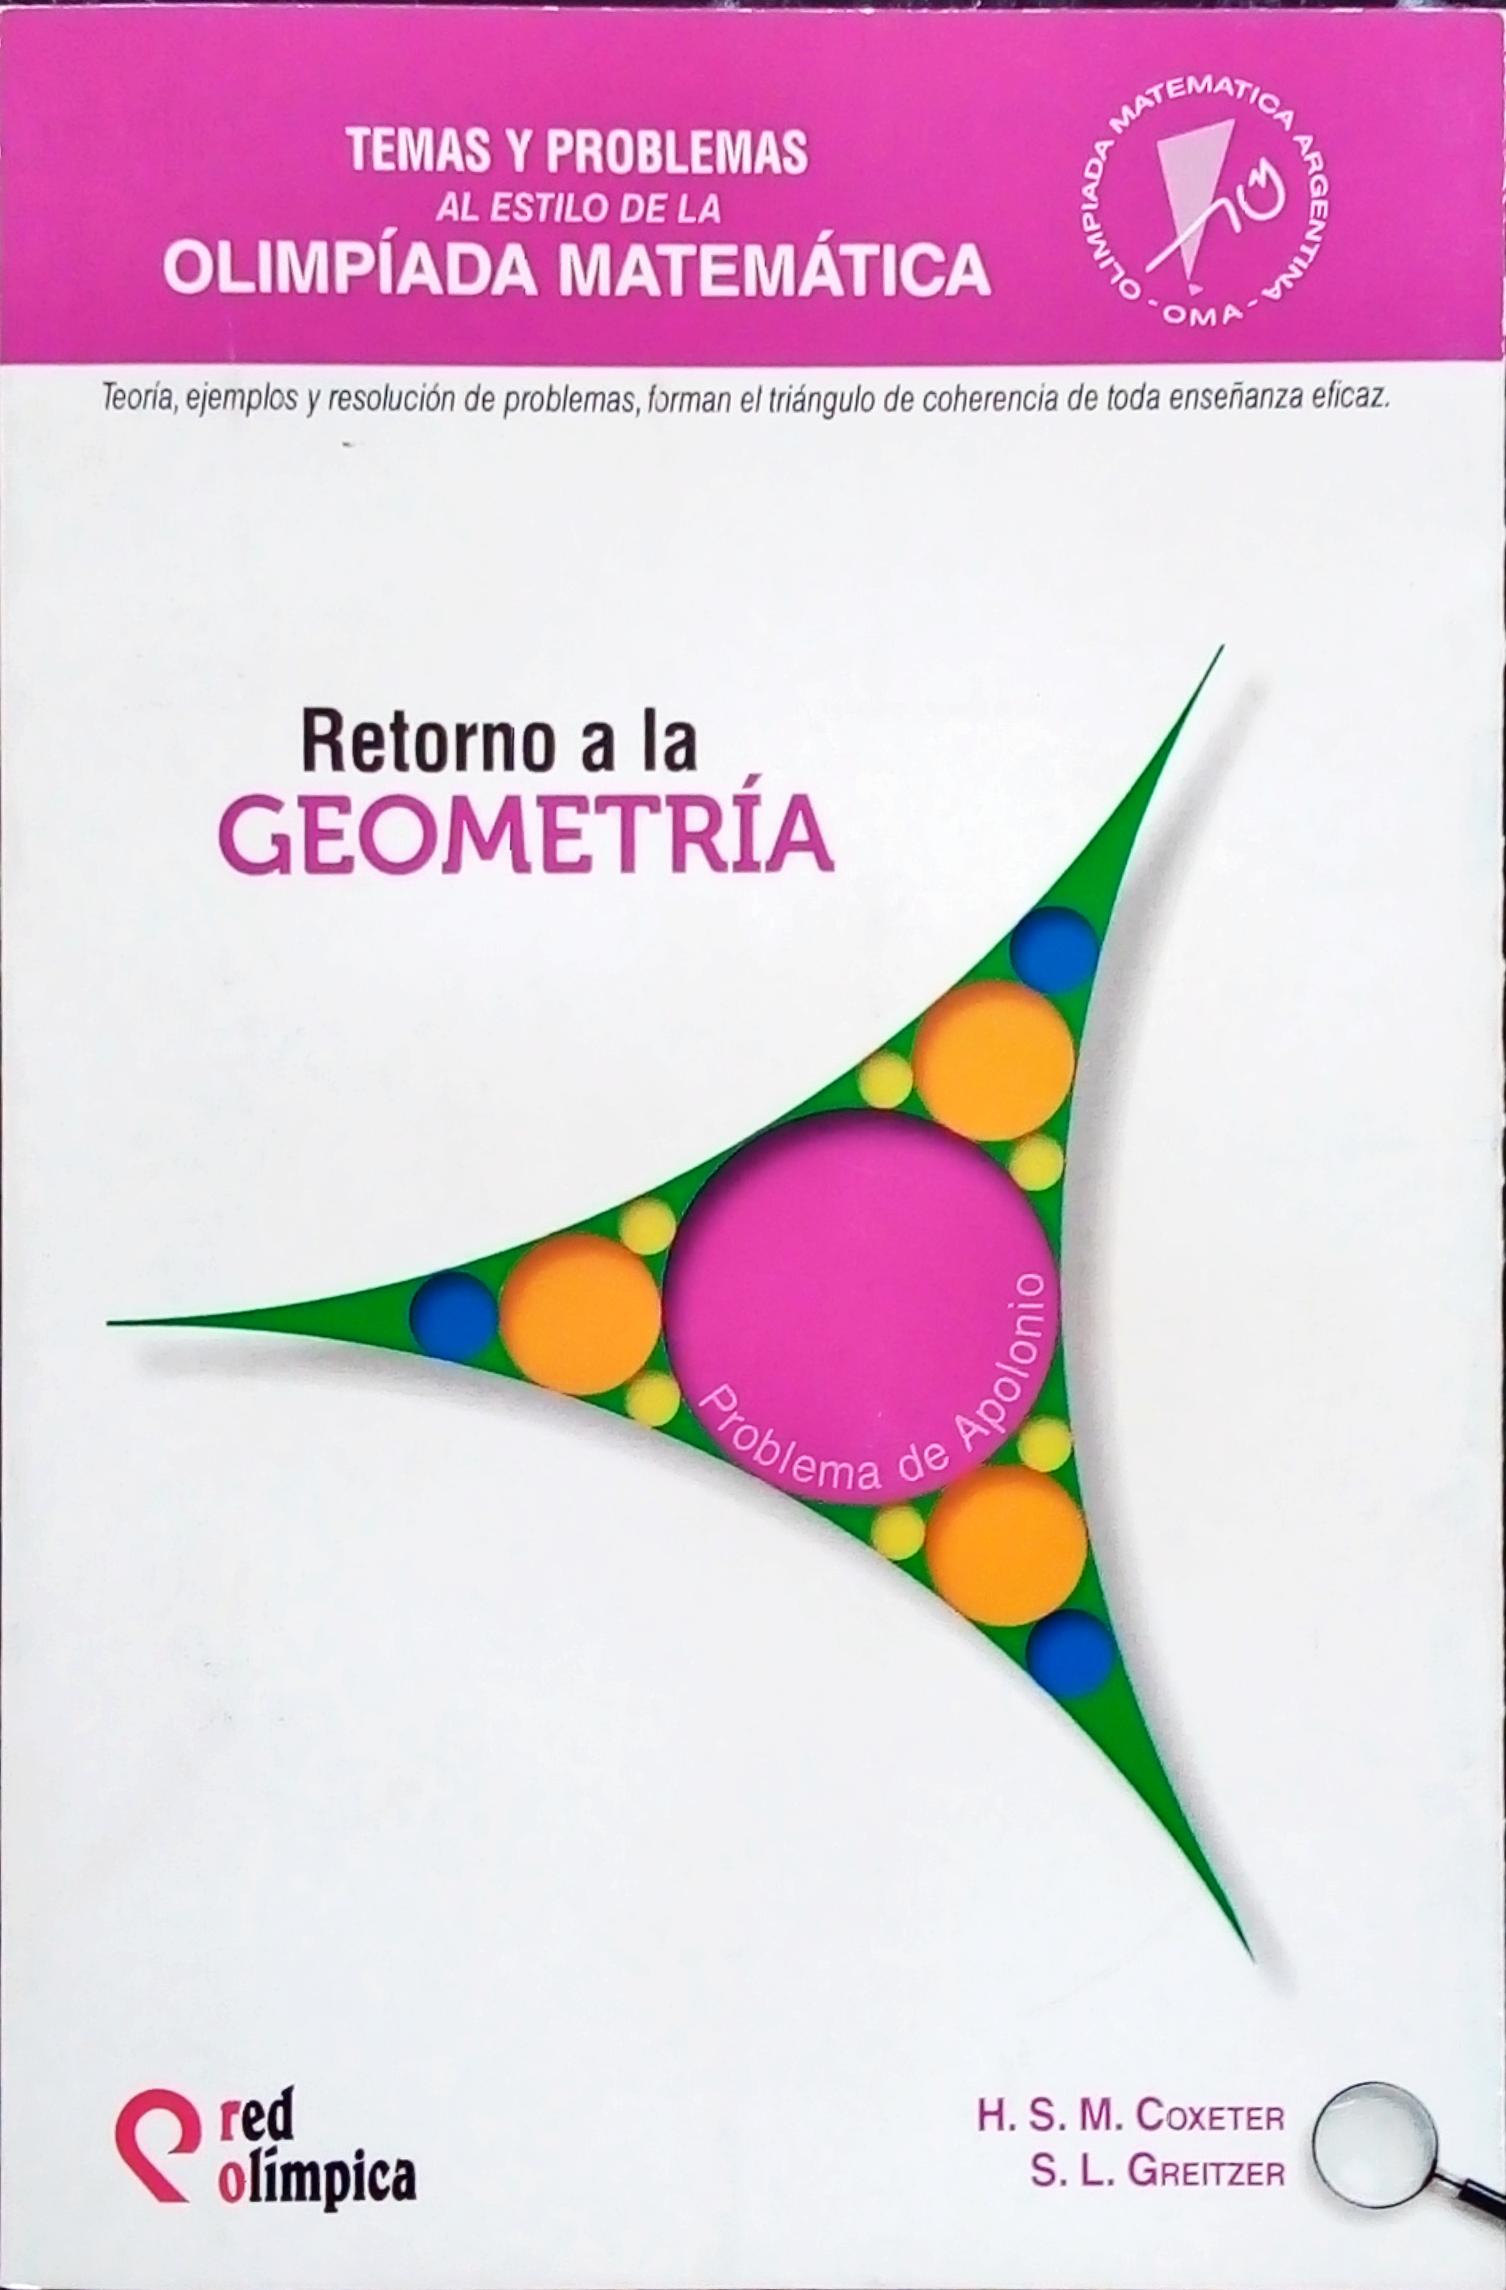 TEMAS Y PROBLEMAS
AL ESTILO DE LA
OLIMPÍADA MATEMÁTICA
OLIMPIADA MATEMATICA ARGENTINA
- OMA -
Teoría, ejemplos y resolución de problemas, forman el triángulo de coherencia de toda enseñanza eficaz.
Retorno a la
GEOMETRÍA
Problema de Apolonio
red
olímpica
H. S. M. COXETER
S. L. GREITZER